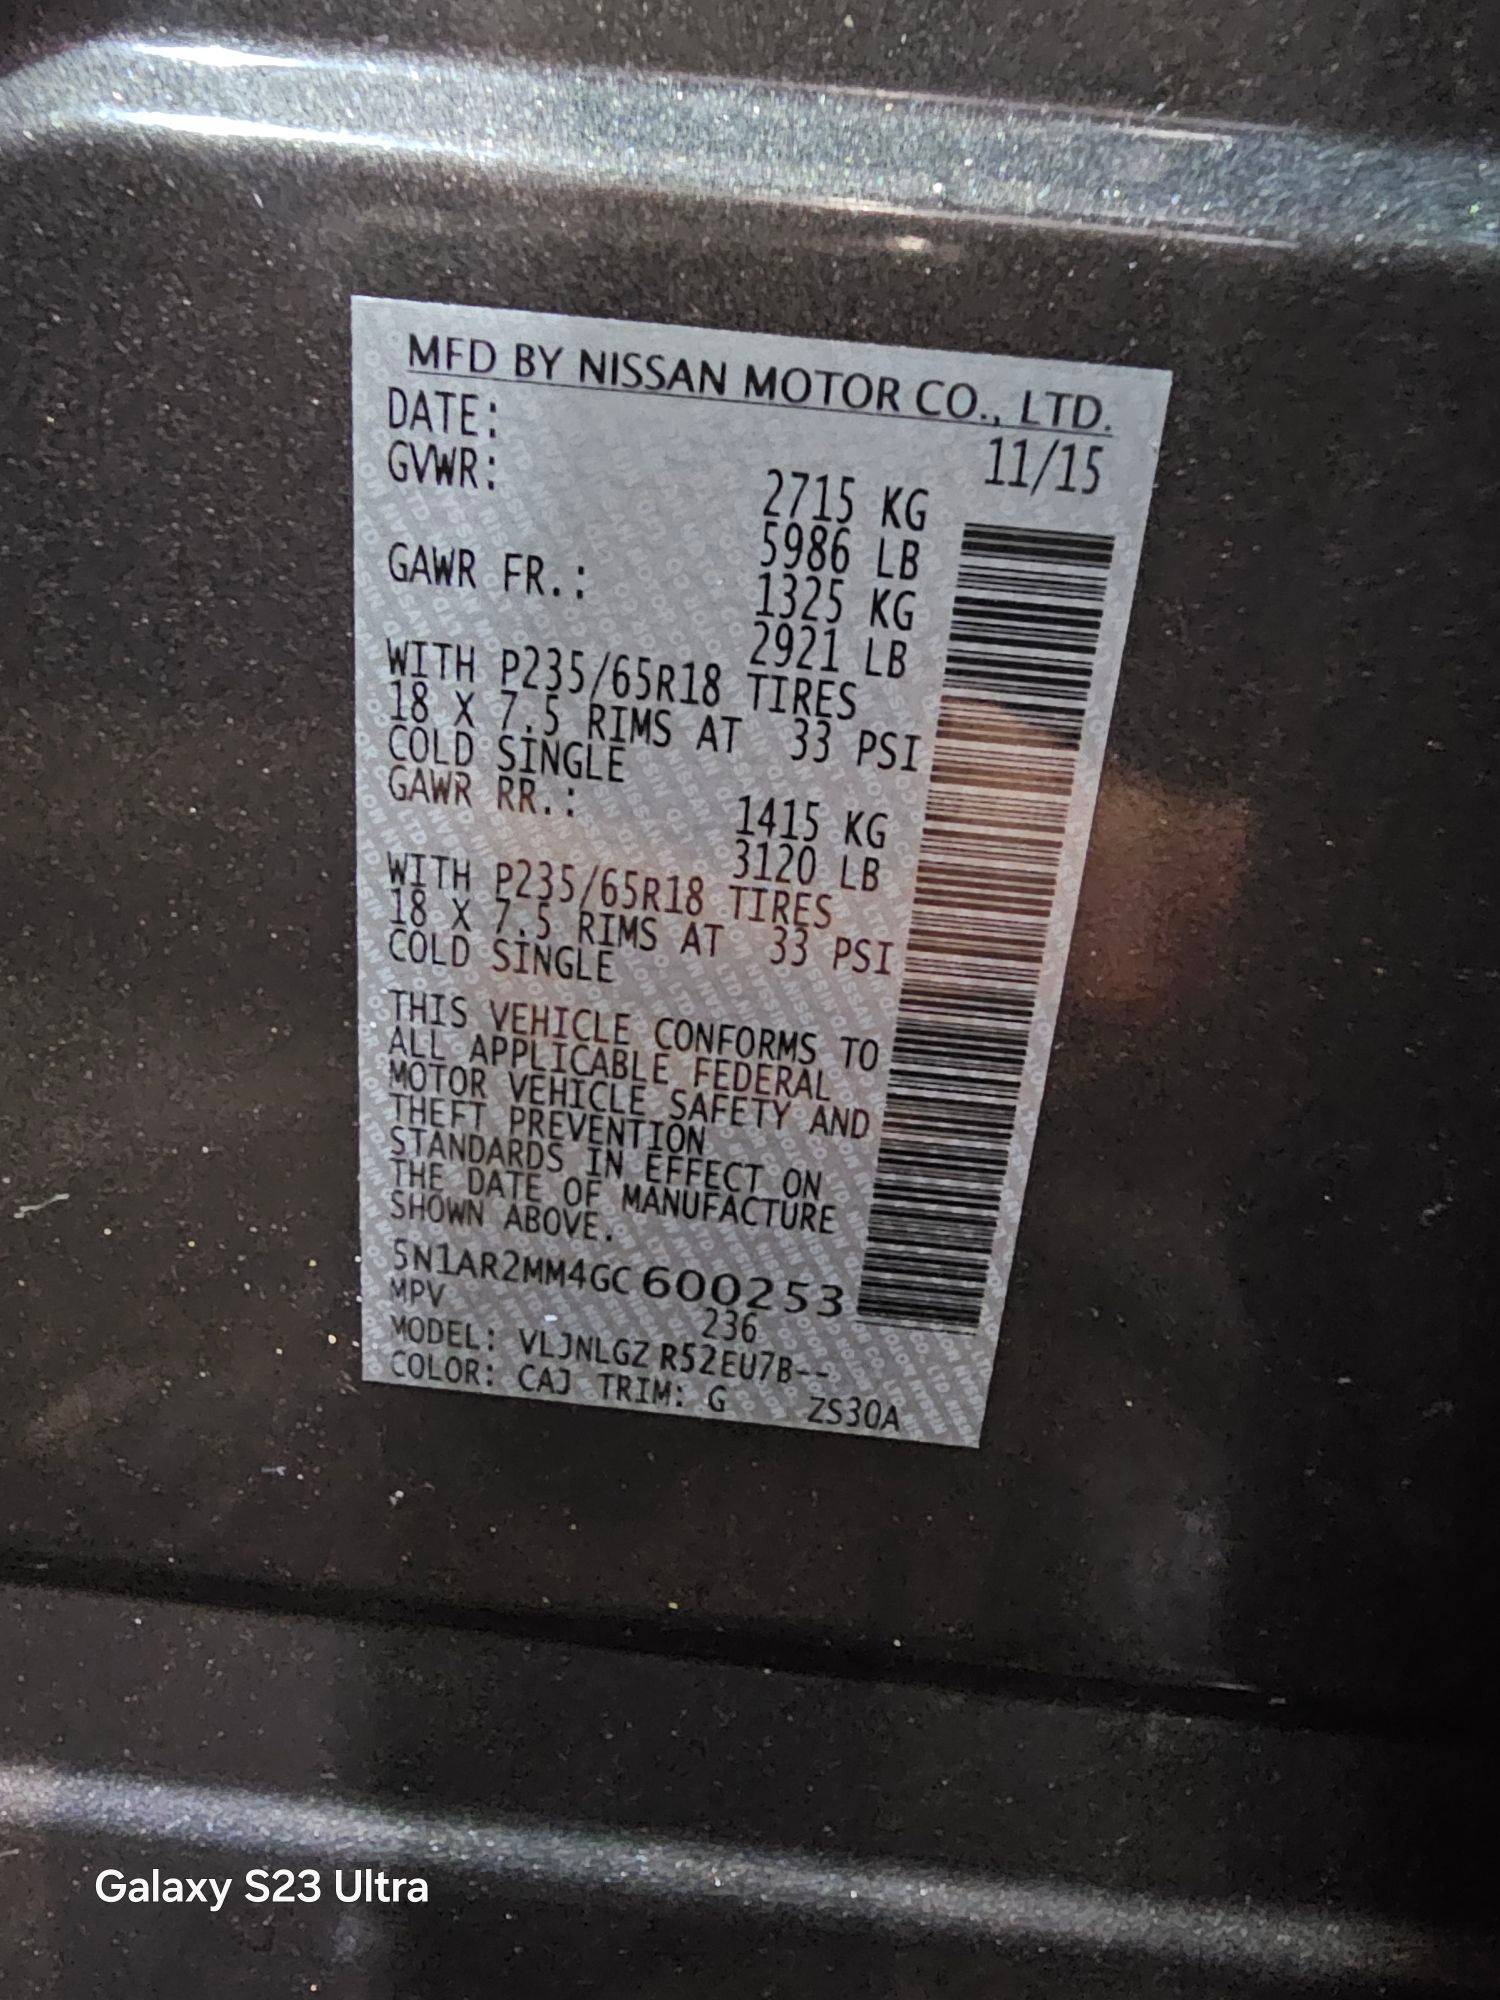 MFD BY NISSAN MOTOR CO., LTD.
DATE: 11/15
GVWR: 2715 KG
5986 LB
GAWR FR.: 1325 KG
2921 LB
WITH P235/65R18 TIRES
18 X 7.5 RIMS AT 33 PSI
COLD SINGLE
GAWR RR.: 1415 KG
3120 LB
WITH P235/65R18 TIRES
18 X 7.5 RIMS AT 33 PSI
COLD SINGLE
THIS VEHICLE CONFORMS TO
ALL APPLICABLE FEDERAL
MOTOR VEHICLE SAFETY AND
THEFT PREVENTION
STANDARDS IN EFFECT ON
THE DATE OF MANUFACTURE
SHOWN ABOVE.
5N1AR2MM4GC600253
MPV 236
MODEL: VLJNLGZ R52EU7B--
COLOR: CAJ TRIM: G ZS30A
Galaxy S23 Ultra